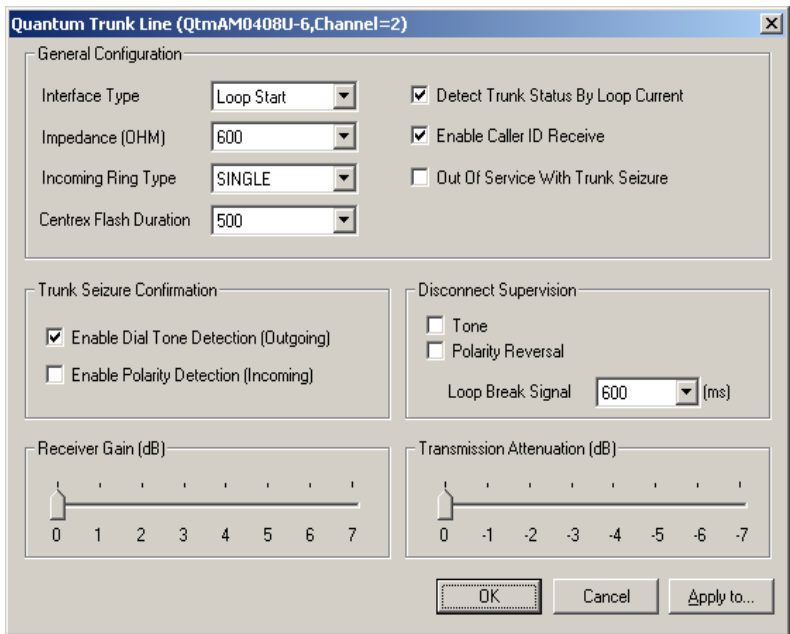 Quantum Trunk Line (QtmAM0408U-6,Channel=2)
General Configuration
Interface Type Loop Start
Detect Trunk Status By Loop Current
Impedance (OHM) 600
Enable Caller ID Receive
Incoming Ring Type SINGLE
Out Of Service With Trunk Seizure
Centrex Flash Duration 500
Trunk Seizure Confirmation
Enable Dial Tone Detection (Outgoing)
Enable Polarity Detection (Incoming)
Disconnect Supervision
Tone
Polarity Reversal
Loop Break Signal 600 (ms)
Receiver Gain (dB)
0 1 2 3 4 5 6 7
Transmission Attenuation (dB)
0 -1 -2 -3 -4 -5 -6 -7
OK Cancel Apply to...